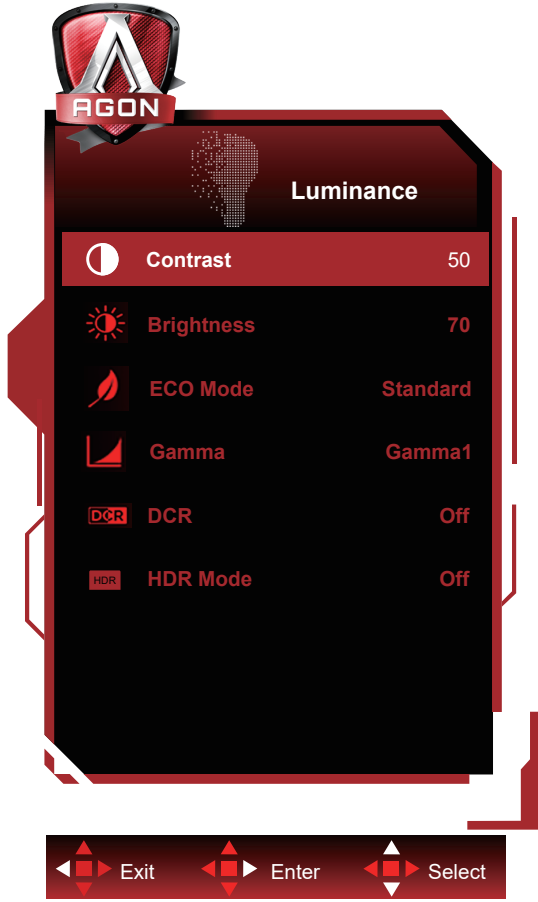 AGON
Luminance
Contrast 50
Brightness 70
ECO Mode Standard
Gamma Gamma1
DCR DCR Off
HDR HDR Mode Off
Exit Enter Select